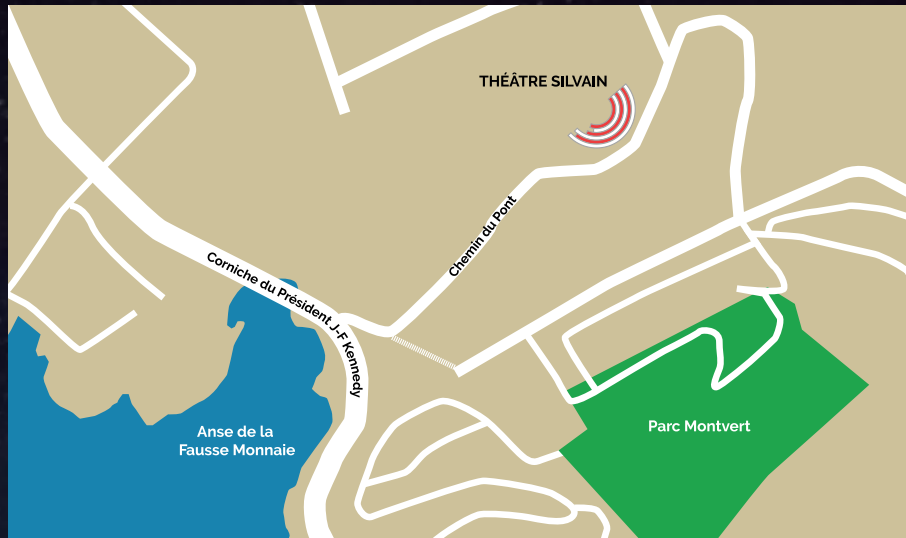 THÉÂTRE SILVAIN
Chemin du Pont
Corniche du Président J-F Kennedy
Anse de la
Fausse Monnaie
Parc Montvert